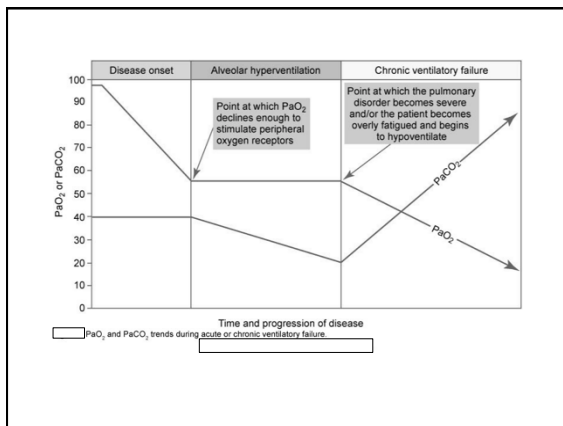 Disease onset
Alveolar hyperventilation
Chronic ventilatory failure
100
90
80
70
60
50
40
30
20
10
0
PaO₂ or PaCO₂
Point at which PaO₂
declines enough to
stimulate peripheral
oxygen receptors
Point at which the pulmonary
disorder becomes severe
and/or the patient becomes
overly fatigued and begins
to hypoventilate
PaCO₂
PaO₂
Time and progression of disease
PaO₂ and PaCO₂ trends during acute or chronic ventilatory failure.